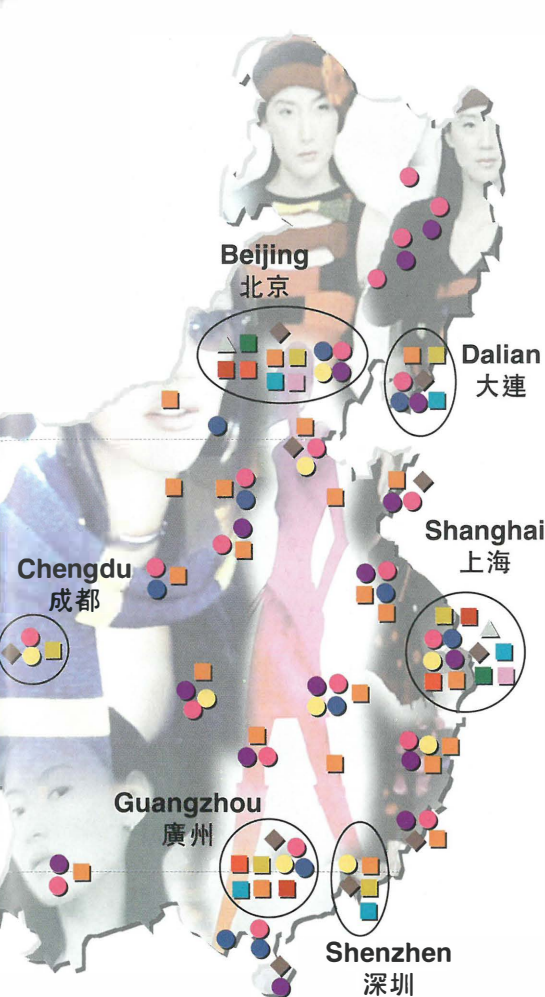 Beijing
北京
Dalian
大連
Shanghai
上海
Chengdu
成都
Guangzhou
廣州
Shenzhen
深圳